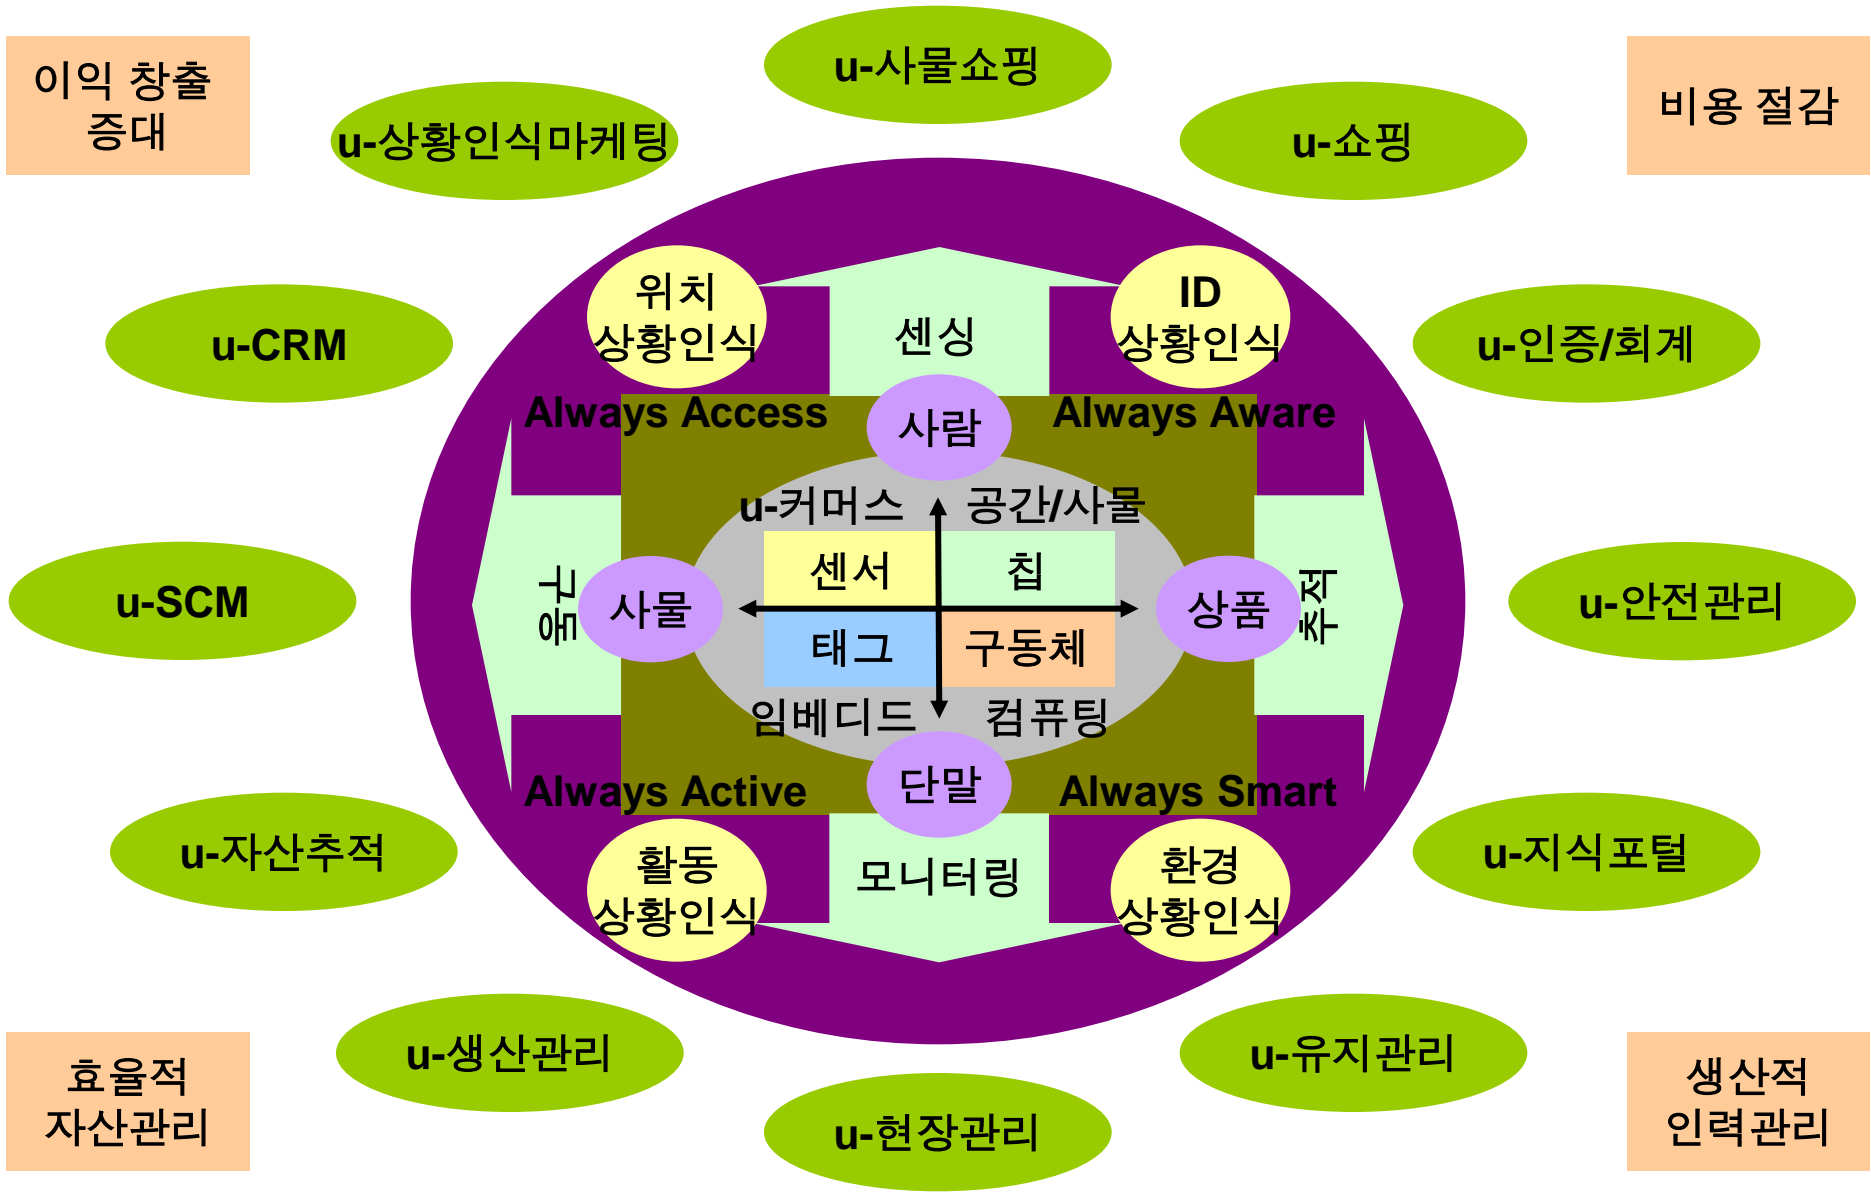 u-사물쇼핑
이익 창출
증대
비용 절감
u-상황인식마케팅
u-쇼핑
위치
상황인식
ID
상황인식
센싱
u-CRM
u-인증/회계
Always Access
사람
Always Aware
u-커머스
공간/사물
센서
칩
u-SCM
사물
상품
추적
u-안전관리
태그
구동체
임베디드
컴퓨팅
Always Active
단말
Always Smart
u-자산추적
u-지식포털
활동
상황인식
모니터링
환경
상황인식
u-생산관리
u-유지관리
효율적
자산관리
생산적
인력관리
u-현장관리